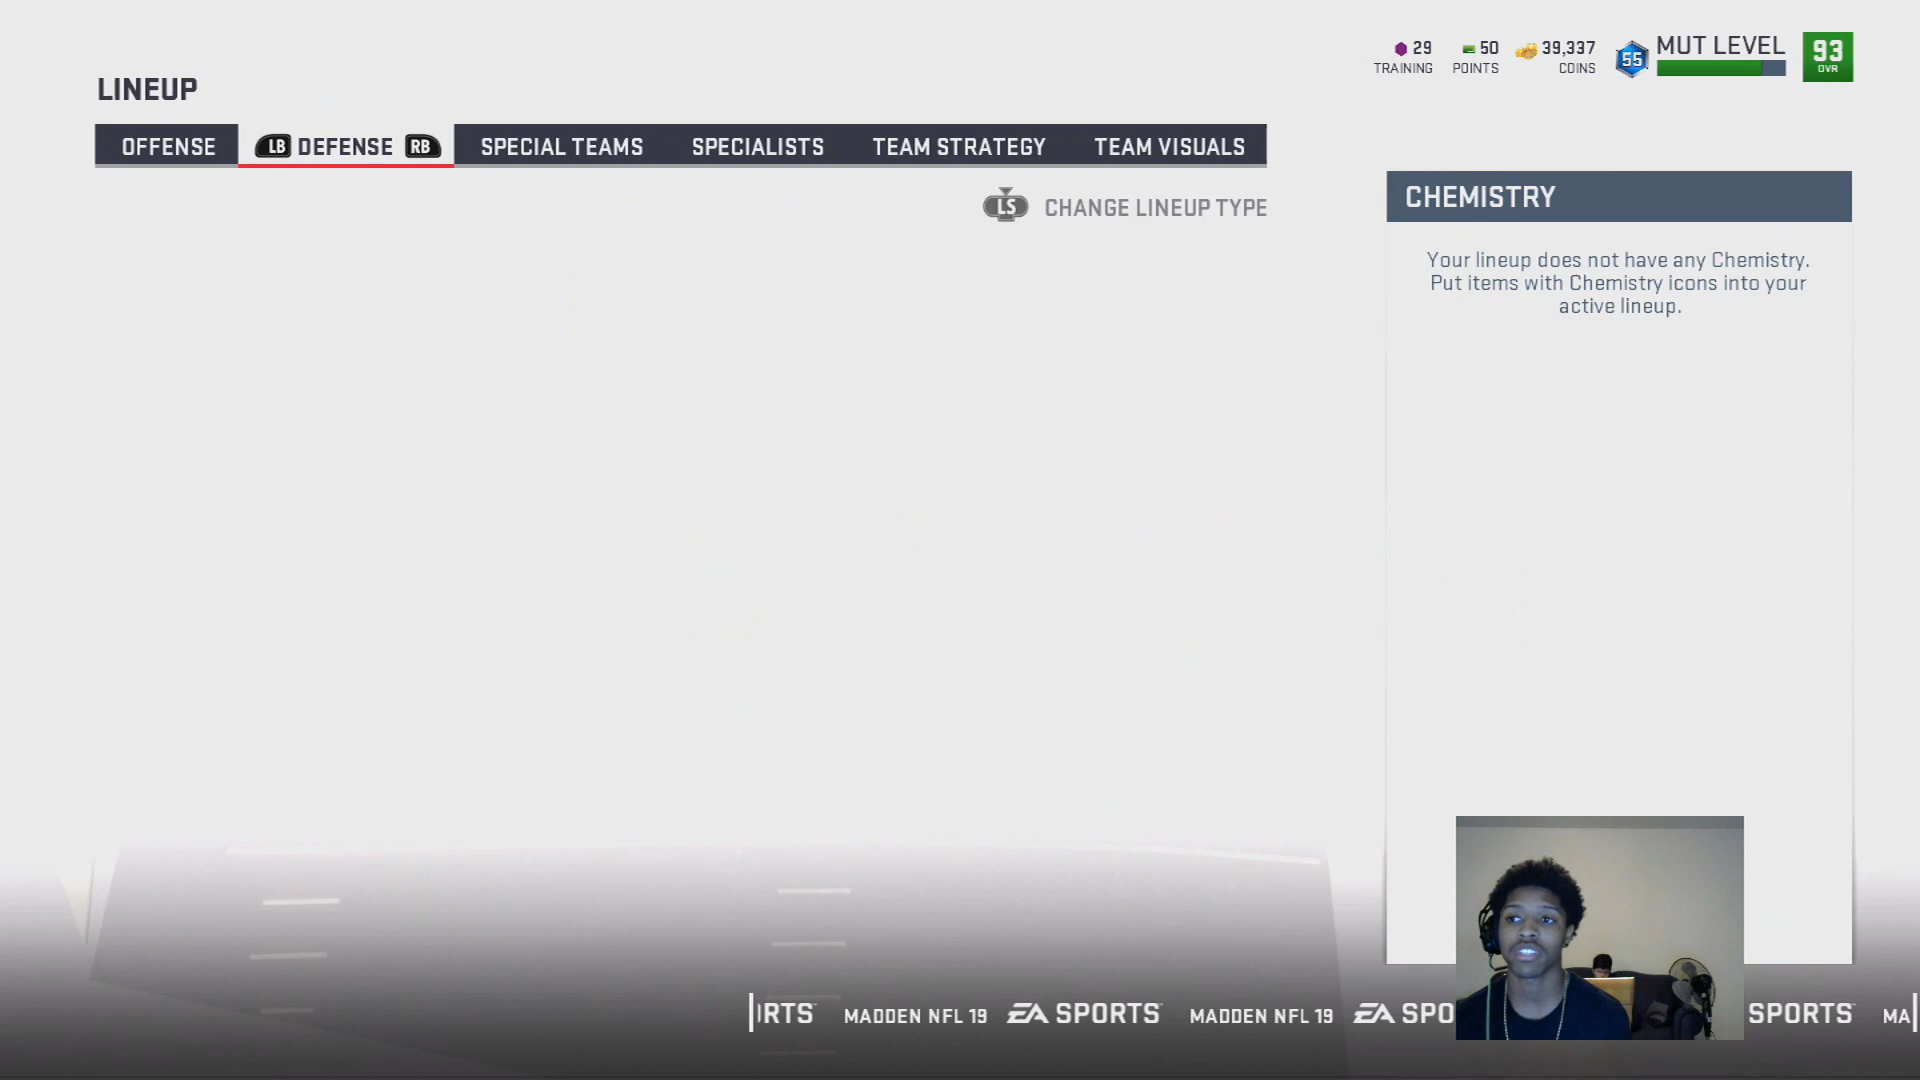 29
TRAINING
50
POINTS
39,337
COINS
55
MUT LEVEL
93
OVR
LINEUP
OFFENSE
LB DEFENSE RB
SPECIAL TEAMS
SPECIALISTS
TEAM STRATEGY
TEAM VISUALS
LS CHANGE LINEUP TYPE
CHEMISTRY
Your lineup does not have any Chemistry.
Put items with Chemistry icons into your
active lineup.
RTS MADDEN NFL 19 EA SPORTS MADDEN NFL 19 EA SPO SPORTS MA